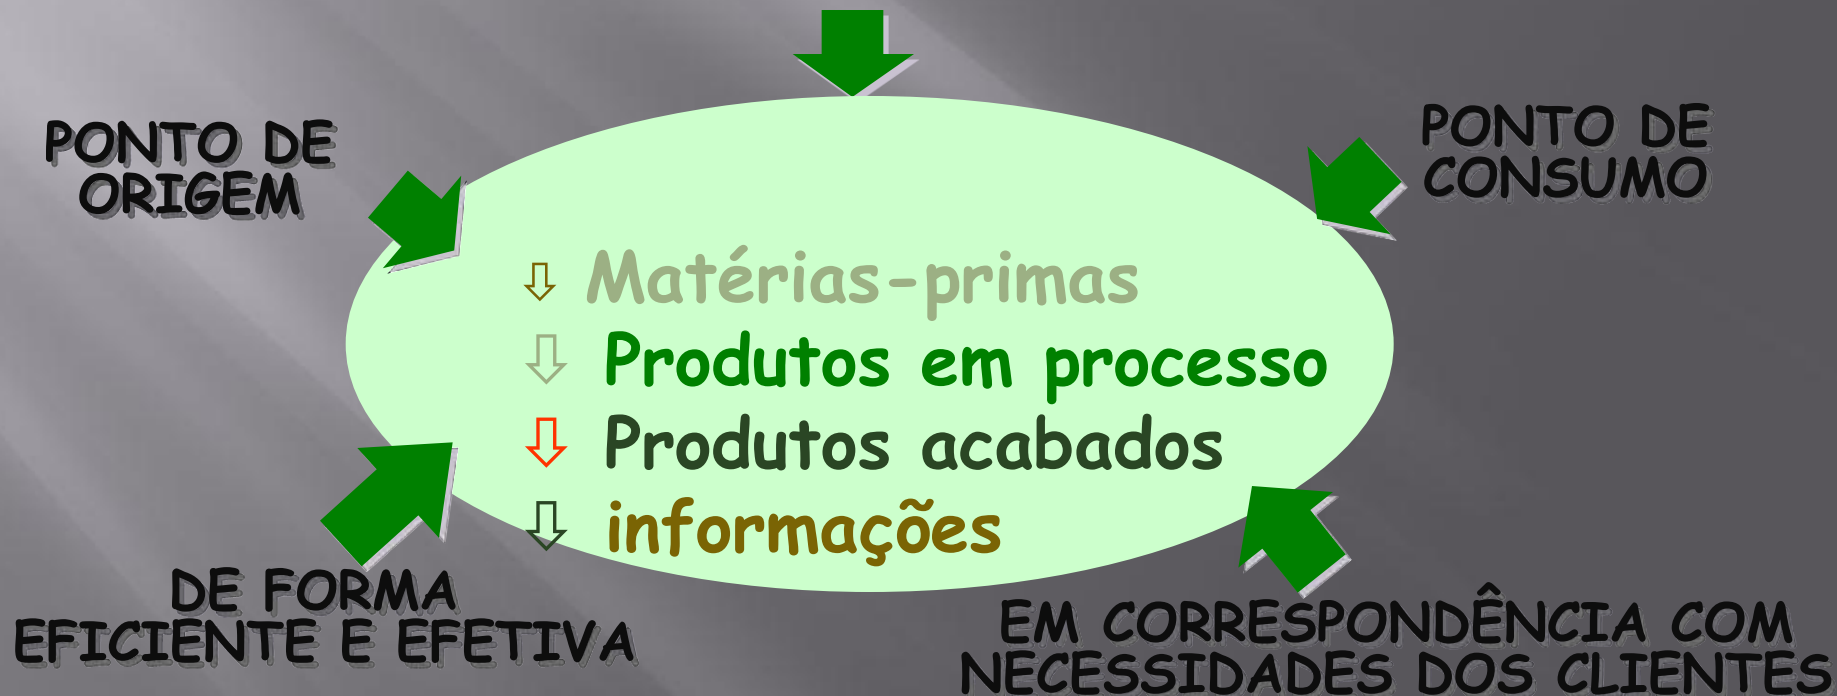 PONTO DE
ORIGEM
PONTO DE
CONSUMO
Matérias-primas
Produtos em processo
Produtos acabados
informações
DE FORMA
EFICIENTE E EFETIVA
EM CORRESPONDÊNCIA COM
NECESSIDADES DOS CLIENTES